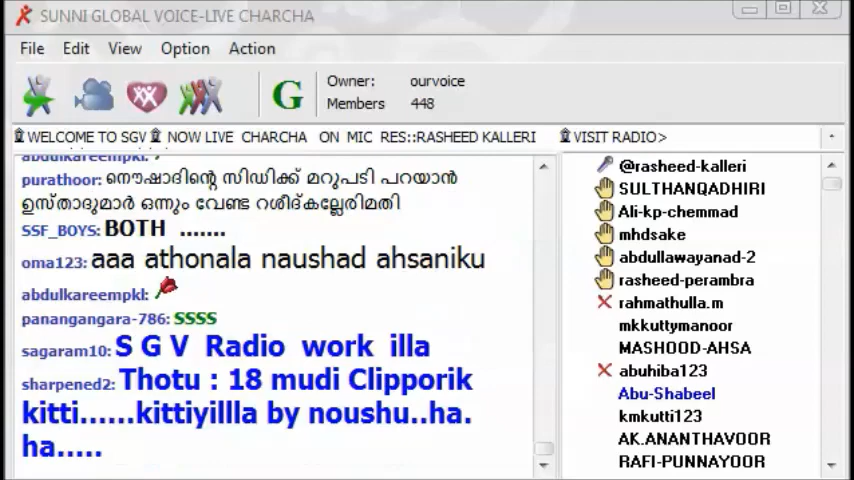 SUNNI GLOBAL VOICE-LIVE CHARCHA
File Edit View Option Action
G
Owner: ourvoice
Members 448
WELCOME TO SGV NOW LIVE CHARCHA ON MIC RES::RASHEED KALLERI VISIT RADIO>
abdulkareempkl:
purathoor: നൌഷാദിന്റെ സിഡിക്ക് മറുപടി പറയാൻ
ഉസ്താദുമാർ ഒന്നും വേണ്ട റശീദ്കല്ലേരിമതി
SSF_BOYS: BOTH .......
oma123: aaa athonala naushad ahsaniku
abdulkareempkl:
panangangara-786: SSSS
sagaram10: S G V Radio work illa
sharpened2: Thotu : 18 mudi Clipporik
kitti......kittiyillla by noushu..ha.
ha.....
@rasheed-kalleri
SULTHANQADHIRI
Ali-kp-chemmad
mhdsake
abdullawayanad-2
rasheed-perambra
rahmathulla.m
mkkuttymanoor
MASHOOD-AHSA
abuhiba123
Abu-Shabeel
kmkutti123
AK.ANANTHAVOOR
RAFI-PUNNAYOOR